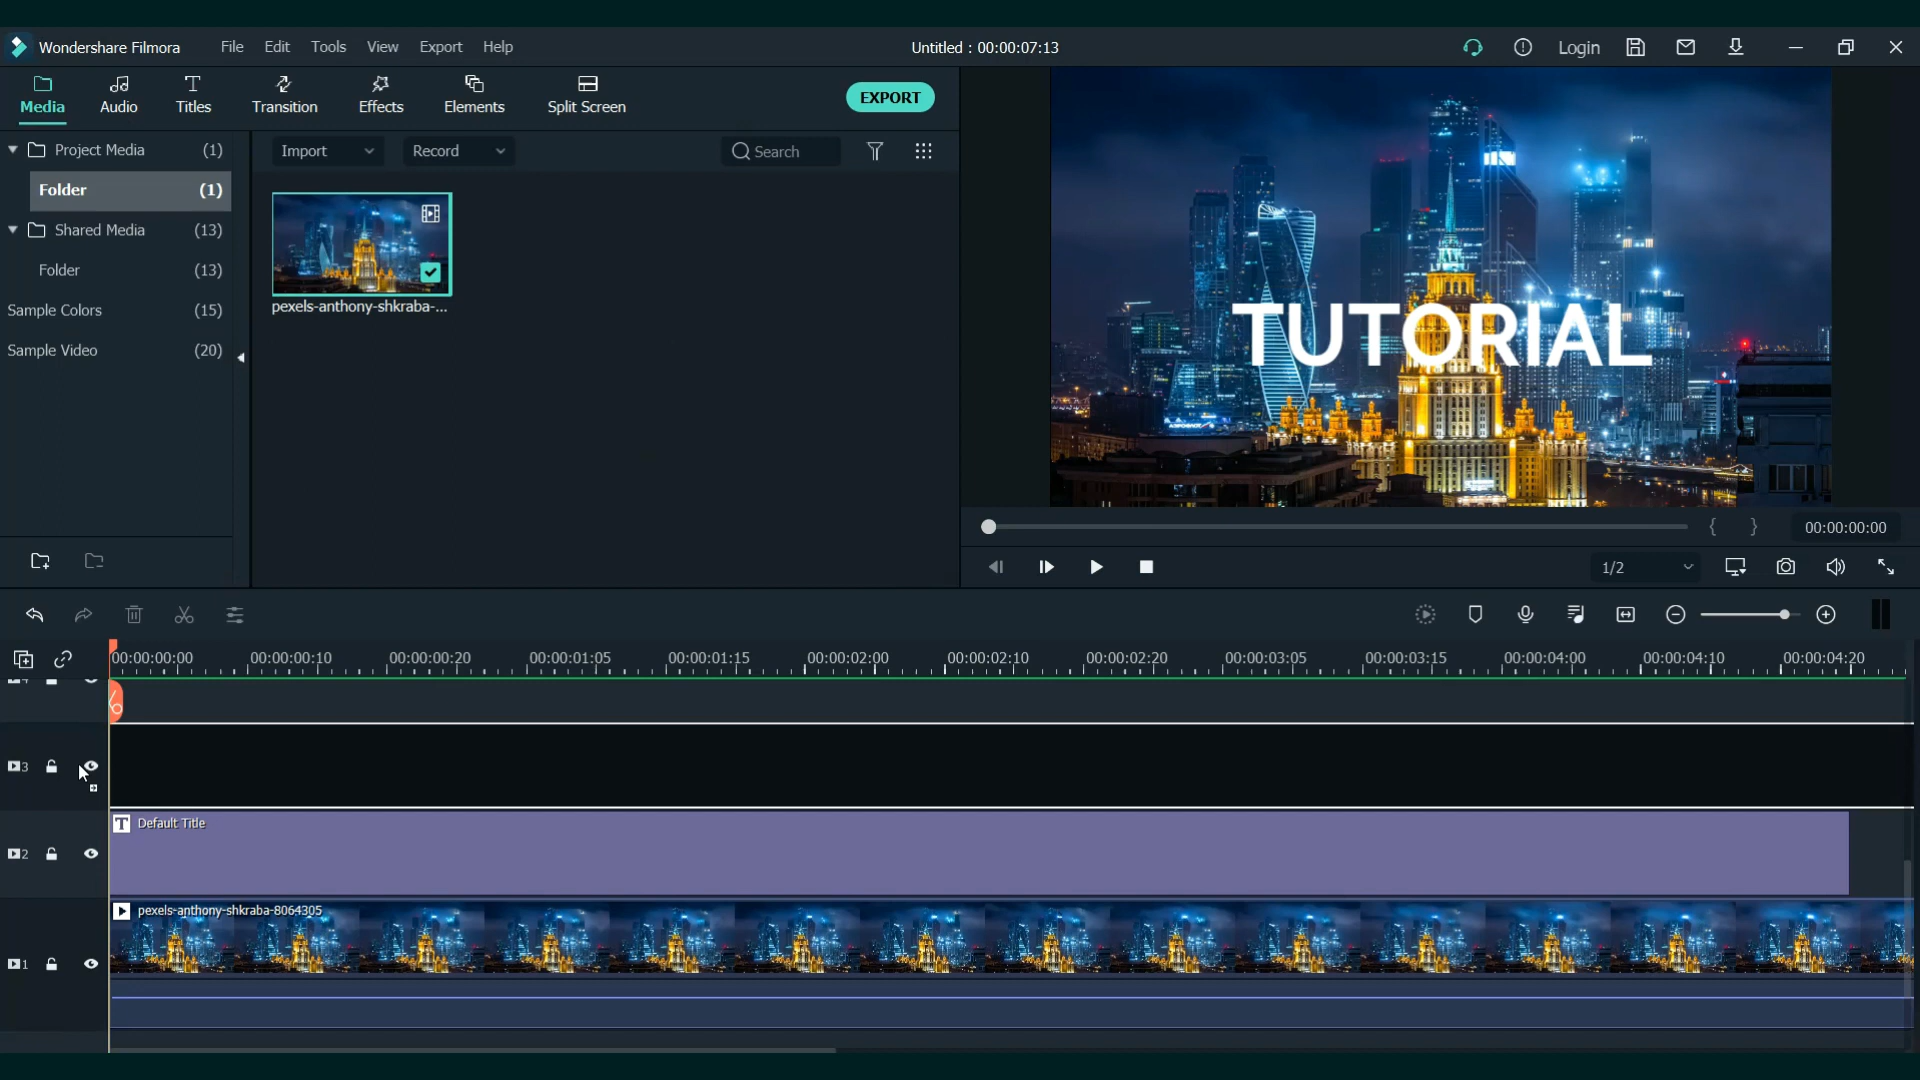 Wondershare Filmora File Edit Tools View Export Help Untitled : 00:00:07:13 Login
Media Audio Titles Transition Effects Elements Split Screen EXPORT
Project Media (1) Import Record Search
Folder (1)
Shared Media (13)
Folder (13)
Sample Colors (15)
pexels-anthony-shkraba-...
Sample Video (20)
TUTORIAL
{ } 00:00:00:00
1/2
00:00:00:00 00:00:00:10 00:00:00:20 00:00:01:05 00:00:01:15 00:00:02:00 00:00:02:10 00:00:02:20 00:00:03:05 00:00:03:15 00:00:04:00 00:00:04:10 00:00:04:20
3
T Default Title
2
pexels-anthony-shkraba-8064305
1